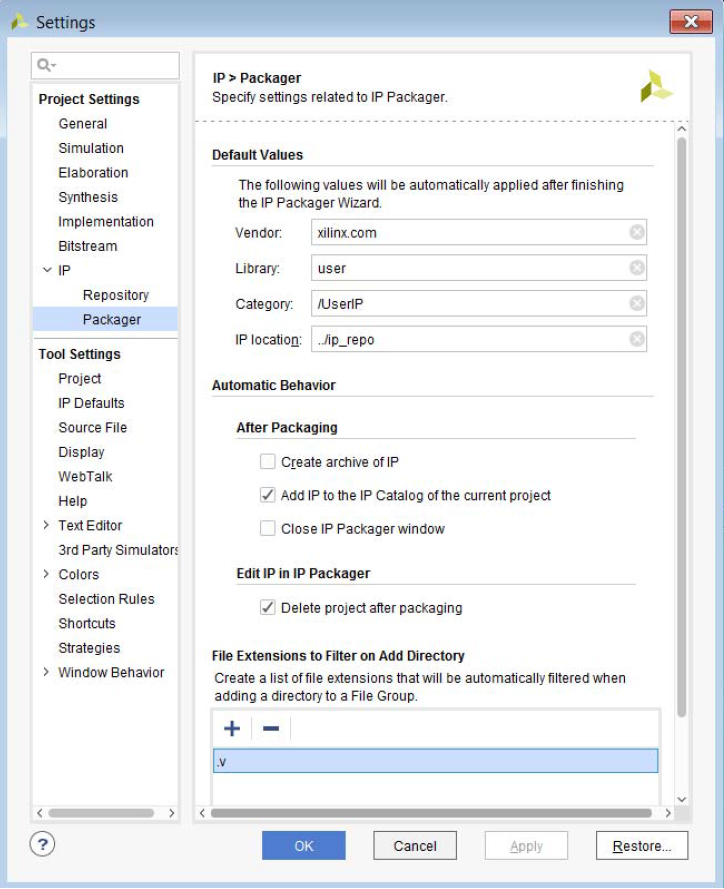 Settings
Project Settings
General
Simulation
Elaboration
Synthesis
Implementation
Bitstream
IP
Repository
Packager
Tool Settings
Project
IP Defaults
Source File
Display
WebTalk
Help
Text Editor
3rd Party Simulators
Colors
Selection Rules
Shortcuts
Strategies
Window Behavior
IP > Packager
Specify settings related to IP Packager.
Default Values
The following values will be automatically applied after finishing
the IP Packager Wizard.
Vendor: xilinx.com
Library: user
Category: /UserIP
IP location: ../ip_repo
Automatic Behavior
After Packaging
Create archive of IP
Add IP to the IP Catalog of the current project
Close IP Packager window
Edit IP in IP Packager
Delete project after packaging
File Extensions to Filter on Add Directory
Create a list of file extensions that will be automatically filtered when
adding a directory to a File Group.
.v
? OK Cancel Apply Restore...